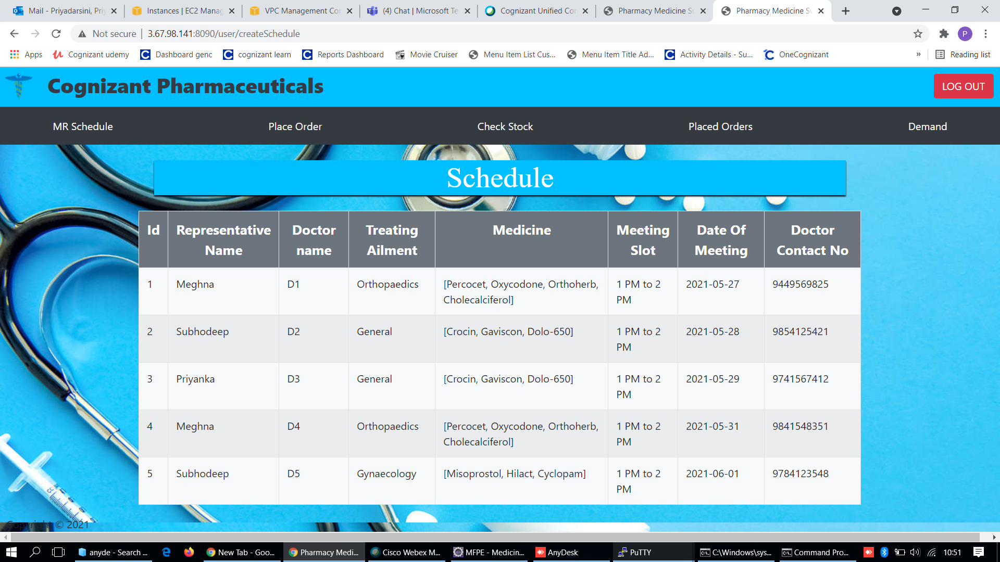 Mail - Priyadarsini, Priy
Instances | EC2 Manag
VPC Management Con
(4) Chat | Microsoft Te
Cognizant Unified Con
Pharmacy Medicine Su
Pharmacy Medicine Su
Not secure | 3.67.98.141:8090/user/createSchedule
P
Apps
Cognizant udemy
Dashboard genc
cognizant learn
Reports Dashboard
Movie Cruiser
Menu Item List Cus...
Menu Item Title Ad...
Activity Details - Su...
OneCognizant
»
Reading list
Cognizant Pharmaceuticals
LOG OUT
MR Schedule
Place Order
Check Stock
Placed Orders
Demand
Schedule
Id
Representative
Name
Doctor
name
Treating
Ailment
Medicine
Meeting
Slot
Date Of
Meeting
Doctor
Contact No
1
Meghna
D1
Orthopaedics
[Percocet, Oxycodone, Orthoherb,
Cholecalciferol]
1 PM to 2
PM
2021-05-27
9449569825
2
Subhodeep
D2
General
[Crocin, Gaviscon, Dolo-650]
1 PM to 2
PM
2021-05-28
9854125421
3
Priyanka
D3
General
[Crocin, Gaviscon, Dolo-650]
1 PM to 2
PM
2021-05-29
9741567412
4
Meghna
D4
Orthopaedics
[Percocet, Oxycodone, Orthoherb,
Cholecalciferol]
1 PM to 2
PM
2021-05-31
9841548351
5
Subhodeep
D5
Gynaecology
[Misoprostol, Hilact, Cyclopam]
1 PM to 2
PM
2021-06-01
9784123548
Copyright © 2021
anyde - Search ...
New Tab - Goo...
Pharmacy Medi...
Cisco Webex M...
MFPE - Medicin...
AnyDesk
PuTTY
C:\Windows\sys...
Command Pro...
10:51